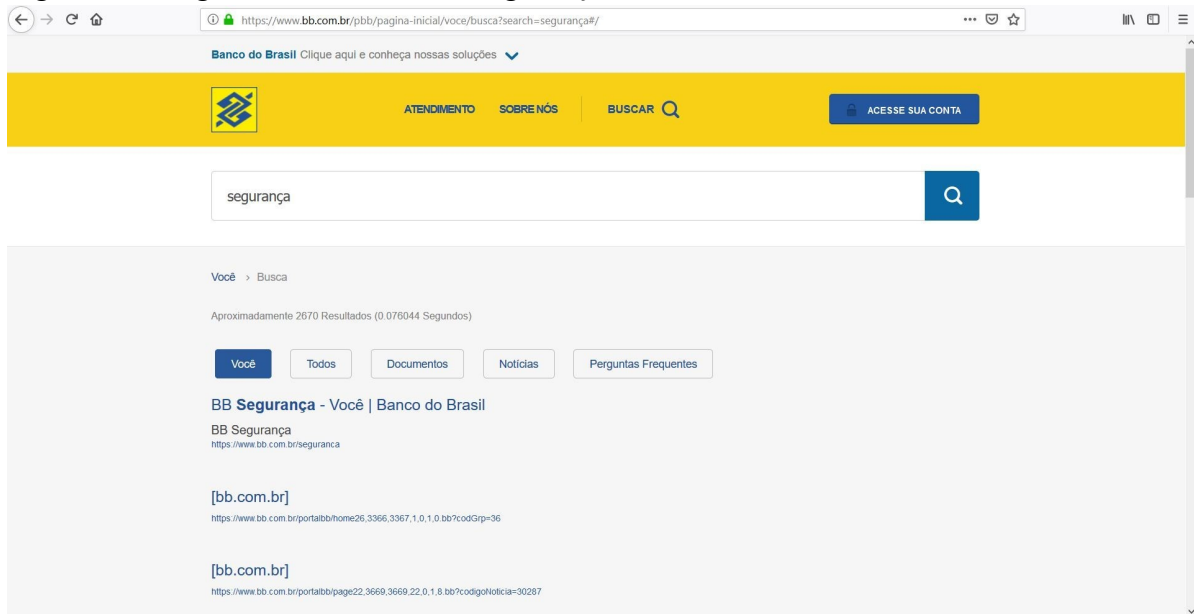 https://www.bb.com.br/pbb/pagina-inicial/voce/busca?search=segurança#/
Banco do Brasil Clique aqui e conheça nossas soluções
ATENDIMENTO SOBRE NÓS BUSCAR ACESSE SUA CONTA
segurança
Você > Busca
Aproximadamente 2670 Resultados (0.076044 Segundos)
Você Todos Documentos Notícias Perguntas Frequentes
BB Segurança - Você | Banco do Brasil
BB Segurança
https://www.bb.com.br/seguranca
[bb.com.br]
https://www.bb.com.br/portalbb/home26,3366,3367,1,0,1,0.bb?codGrp=36
[bb.com.br]
https://www.bb.com.br/portalbb/page22,3669,3669,22,0,1,8.bb?codigoNoticia=30287